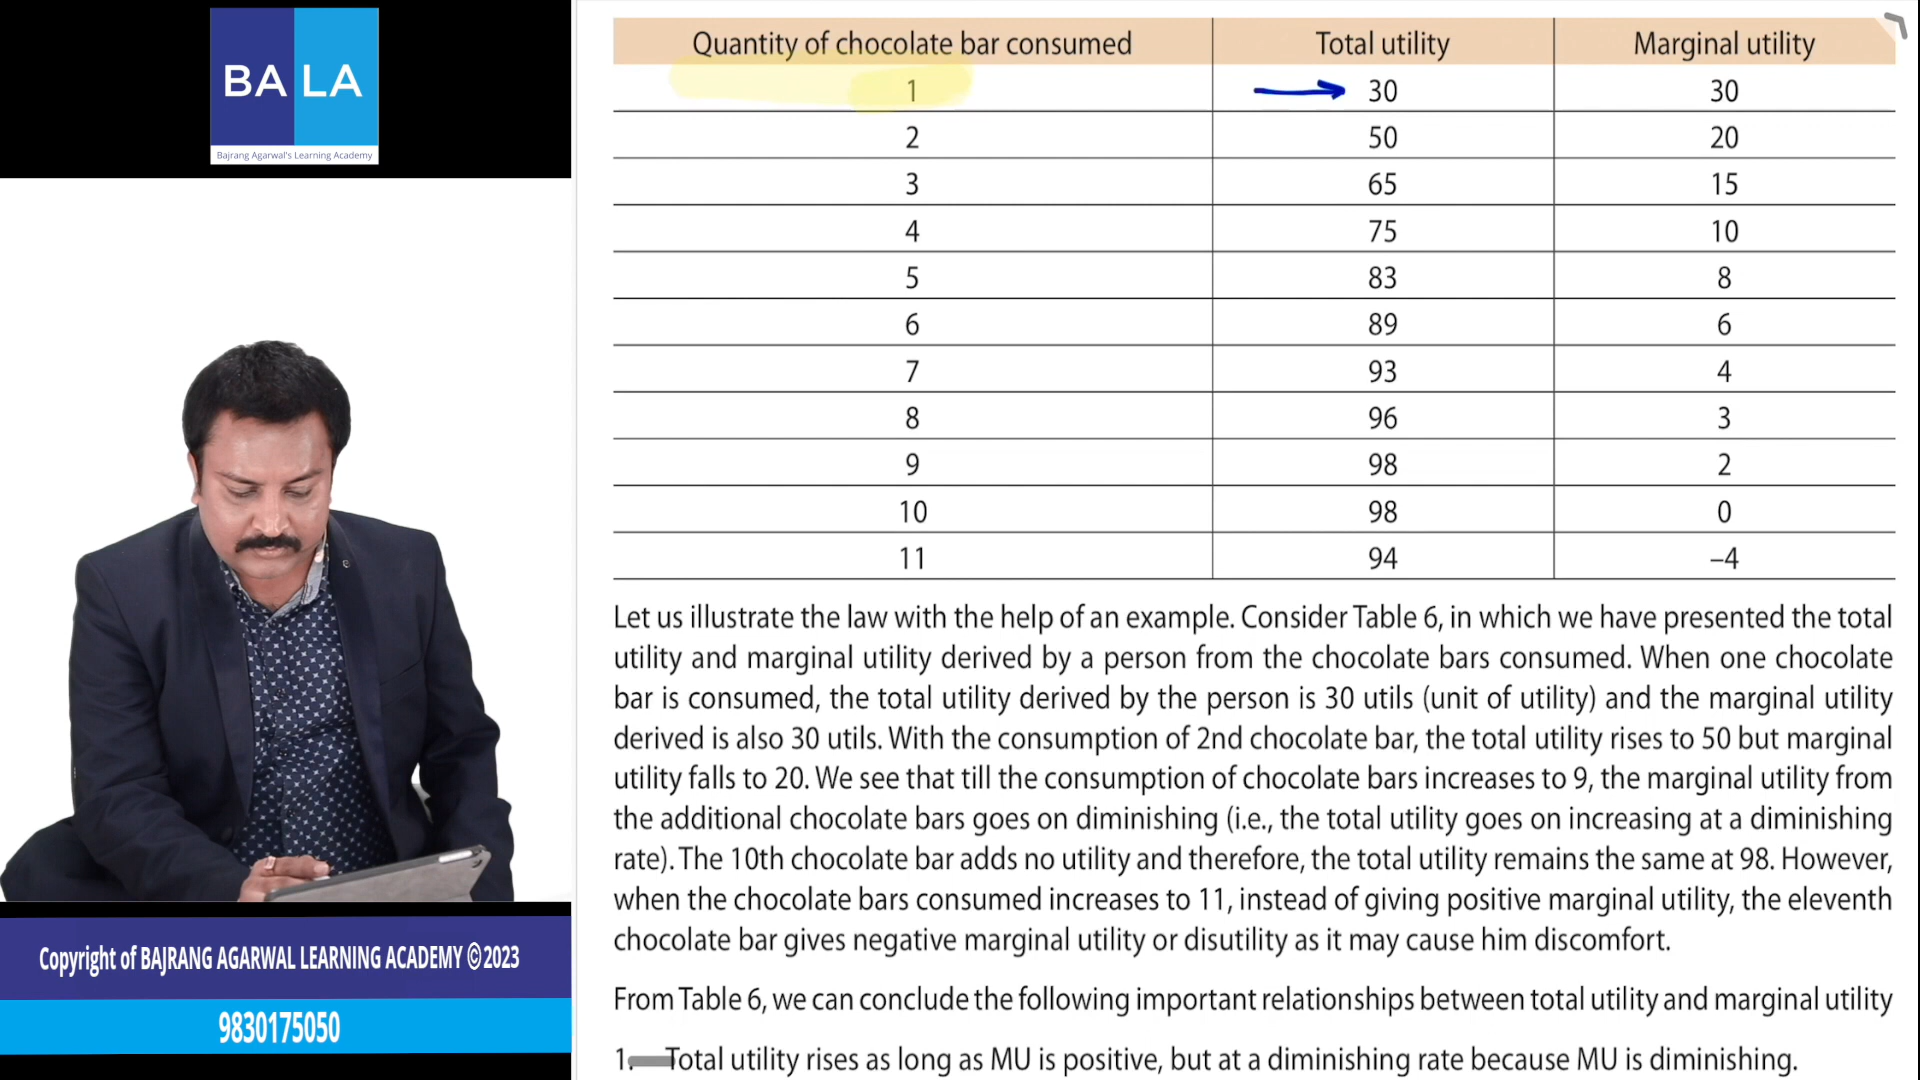 BA LA
Bajrang Agarwal's Learning Academy
Copyright of BAJRANG AGARWAL LEARNING ACADEMY ©2023
9830175050
Quantity of chocolate bar consumed Total utility Marginal utility
1 30 30
2 50 20
3 65 15
4 75 10
5 83 8
6 89 6
7 93 4
8 96 3
9 98 2
10 98 0
11 94 –4
Let us illustrate the law with the help of an example. Consider Table 6, in which we have presented the total
utility and marginal utility derived by a person from the chocolate bars consumed. When one chocolate
bar is consumed, the total utility derived by the person is 30 utils (unit of utility) and the marginal utility
derived is also 30 utils. With the consumption of 2nd chocolate bar, the total utility rises to 50 but marginal
utility falls to 20. We see that till the consumption of chocolate bars increases to 9, the marginal utility from
the additional chocolate bars goes on diminishing (i.e., the total utility goes on increasing at a diminishing
rate). The 10th chocolate bar adds no utility and therefore, the total utility remains the same at 98. However,
when the chocolate bars consumed increases to 11, instead of giving positive marginal utility, the eleventh
chocolate bar gives negative marginal utility or disutility as it may cause him discomfort.
From Table 6, we can conclude the following important relationships between total utility and marginal utility
1. Total utility rises as long as MU is positive, but at a diminishing rate because MU is diminishing.